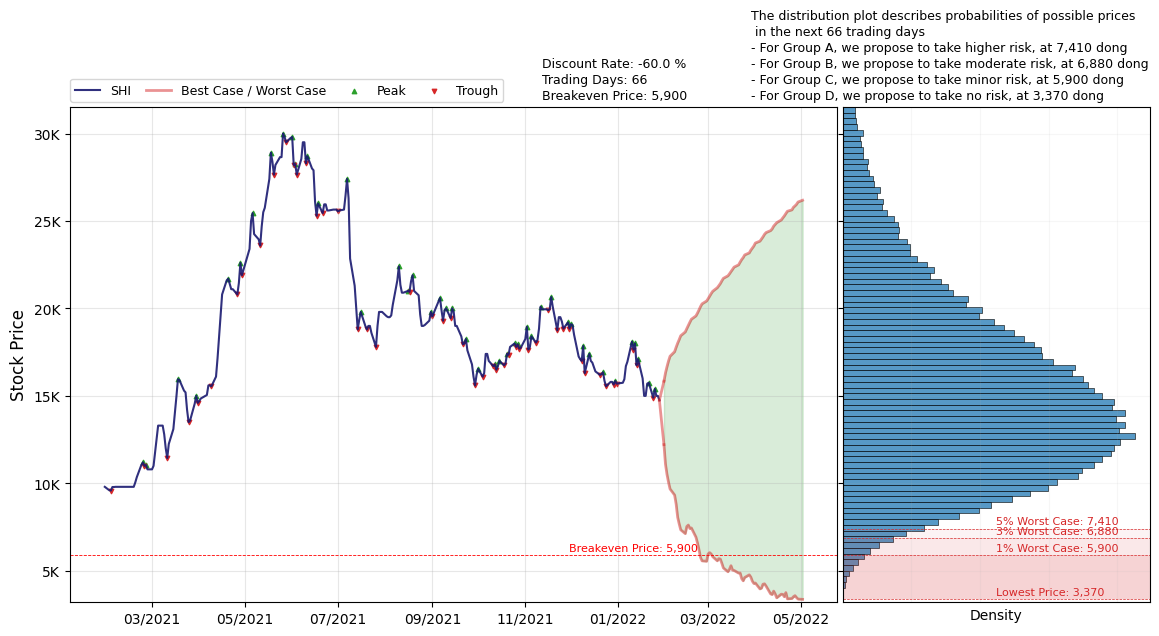 The distribution plot describes probabilities of possible prices
in the next 66 trading days
- For Group A, we propose to take higher risk, at 7,410 dong
- For Group B, we propose to take moderate risk, at 6,880 dong
- For Group C, we propose to take minor risk, at 5,900 dong
- For Group D, we propose to take no risk, at 3,370 dong
Discount Rate: -60.0 %
Trading Days: 66
Breakeven Price: 5,900
SHI
Best Case / Worst Case
Peak
Trough
Stock Price
30K
25K
20K
15K
10K
5K
Breakeven Price: 5,900
03/2021
05/2021
07/2021
09/2021
11/2021
01/2022
03/2022
05/2022
5% Worst Case: 7,410
3% Worst Case: 6,880
1% Worst Case: 5,900
Lowest Price: 3,370
Density